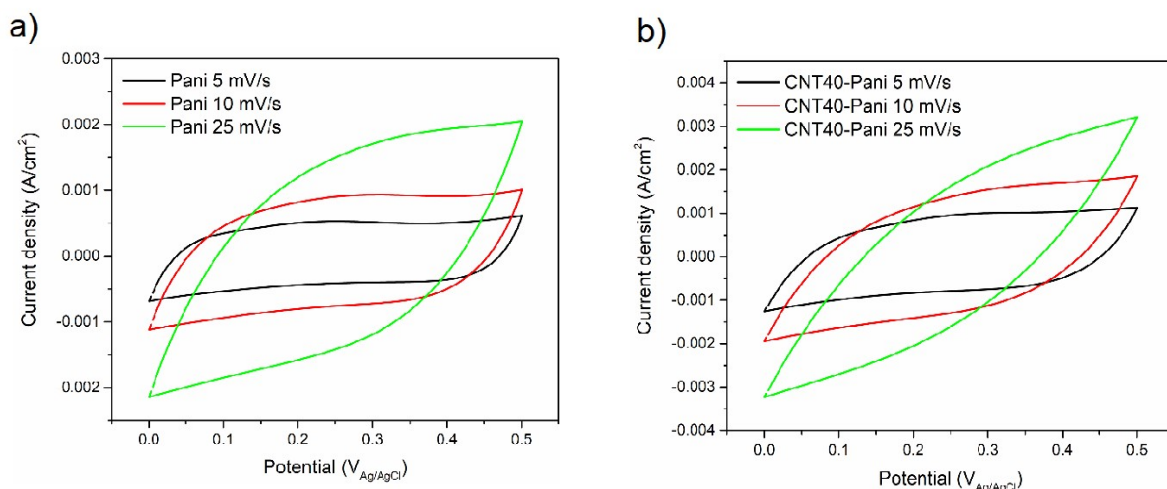 a)
0.003
Pani 5 mV/s
Pani 10 mV/s
Pani 25 mV/s
0.002
0.001
0.000
-0.001
0.002
Current density (A/cm²)
0.0 0.1 0.2 0.3 0.4 0.5
Potential (V_Ag/AgCl)
b)
0.004
CNT40-Pani 5 mV/s
CNT40-Pani 10 mV/s
CNT40-Pani 25 mV/s
0.003
0.002
0.001
0.000
-0.001
-0.002
-0.003
-0.004
Current density (A/cm²)
0.0 0.1 0.2 0.3 0.4 0.5
Potential (V_Ag/AgCl)